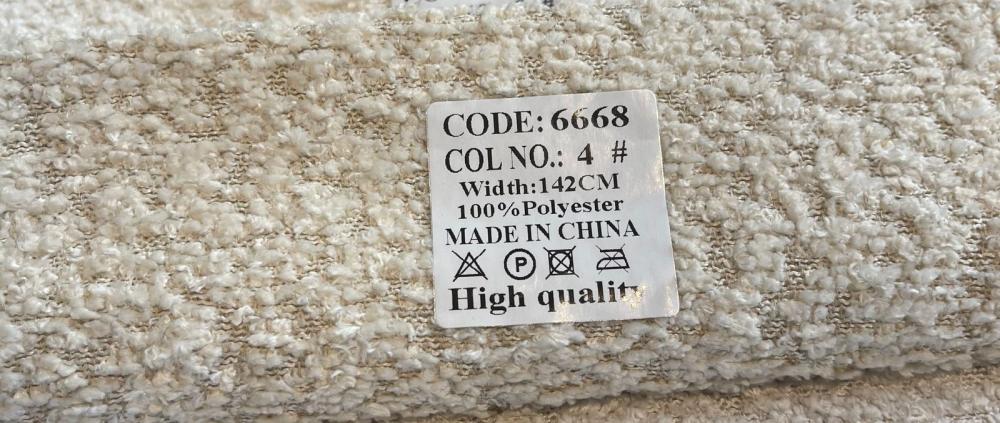 CODE: 6668
COL NO.: 4 #
Width:142CM
100%Polyester
MADE IN CHINA
P
High quality